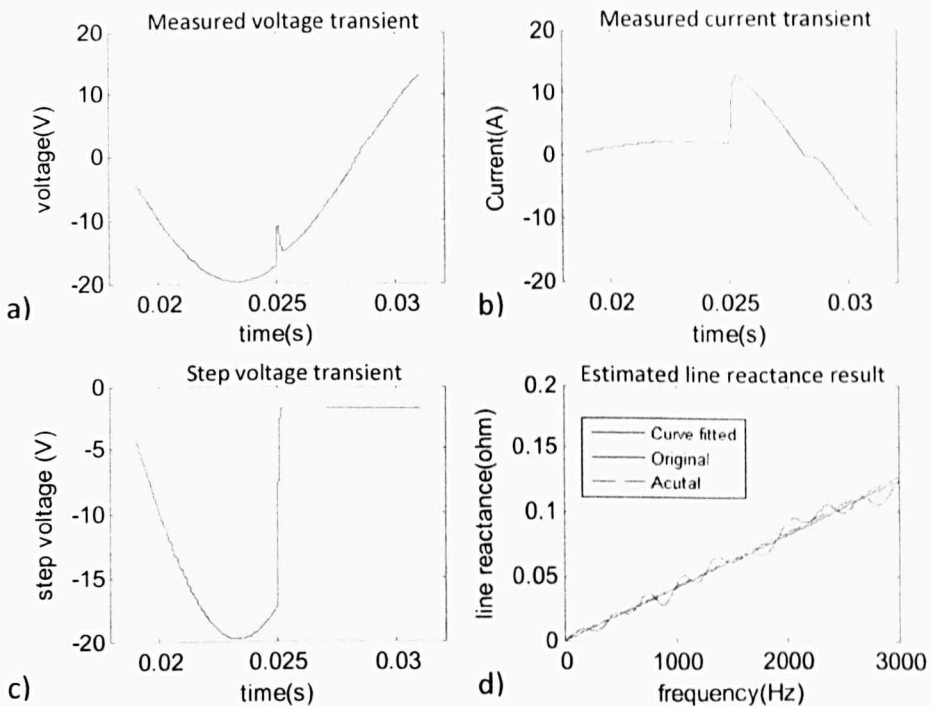 Measured voltage transient
20
10
0
-10
-20
voltage(V)
0.02 0.025 0.03
time(s)
a)
Measured current transient
20
10
0
-10
-20
Current(A)
0.02 0.025 0.03
time(s)
b)
Step voltage transient
0
-5
-10
-15
-20
step voltage (V)
0.02 0.025 0.03
time(s)
c)
Estimated line reactance result
0.2
0.15
0.1
0.05
0
line reactance(ohm)
Curve fitted
Original
Acutal
0 1000 2000 3000
frequency(Hz)
d)